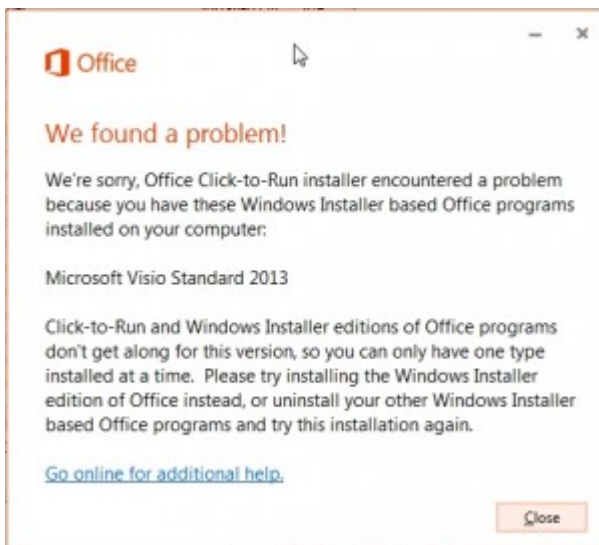 Office
We found a problem!
We're sorry, Office Click-to-Run installer encountered a problem
because you have these Windows Installer based Office programs
installed on your computer:
Microsoft Visio Standard 2013
Click-to-Run and Windows Installer editions of Office programs
don't get along for this version, so you can only have one type
installed at a time. Please try installing the Windows Installer
edition of Office instead, or uninstall your other Windows Installer
based Office programs and try this installation again.
Go online for additional help.
Close